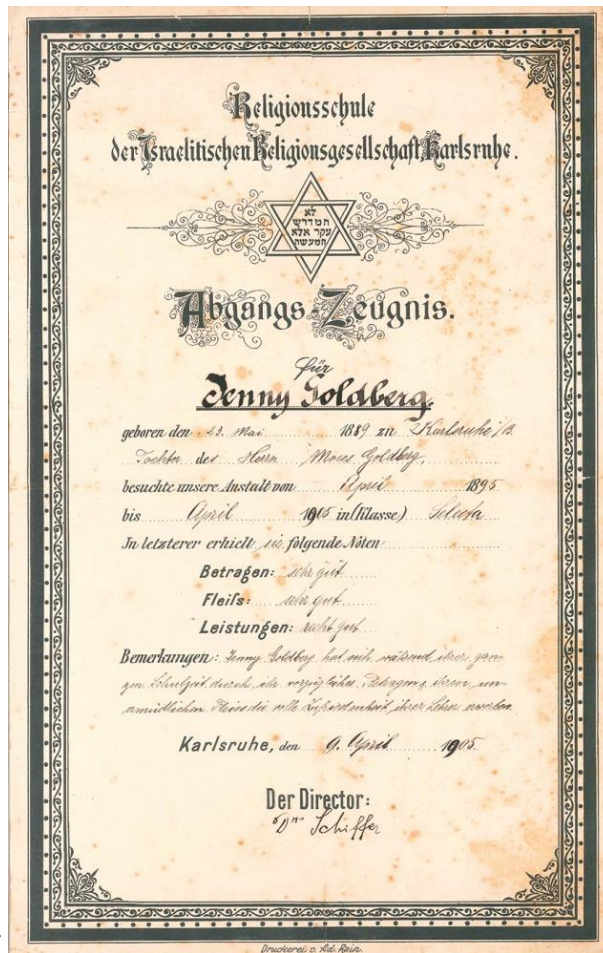 Religionsschule
der Israelitischen Religionsgesellschaft Karlsruhe.
לא
המדרש
עקר אלא
המעשה
Abgangs-Zeugnis.
für
Jenny Goldberg.
geboren den 23. Mai 1889 zu Karlsruhe i/B.
Tochter des Herrn Moses Goldberg,
besuchte unsere Anstalt von April 1895
bis April 1905 in (Klasse) Selecta
In letzterer erhielt sie folgende Noten
Betragen: sehr gut
Fleiss: sehr gut
Leistungen: recht gut
Bemerkungen: Jenny Goldberg hat sich während ihrer gan-
zen Schulzeit durch ihr vorzügliches Betragen, ihren un-
ermüdlichen Fleiss die volle Zufriedenheit ihrer Lehrer erworben.
Karlsruhe, den 9. April 1905.
Der Director:
Dr. Schiffer
Druckerei v. Ad.